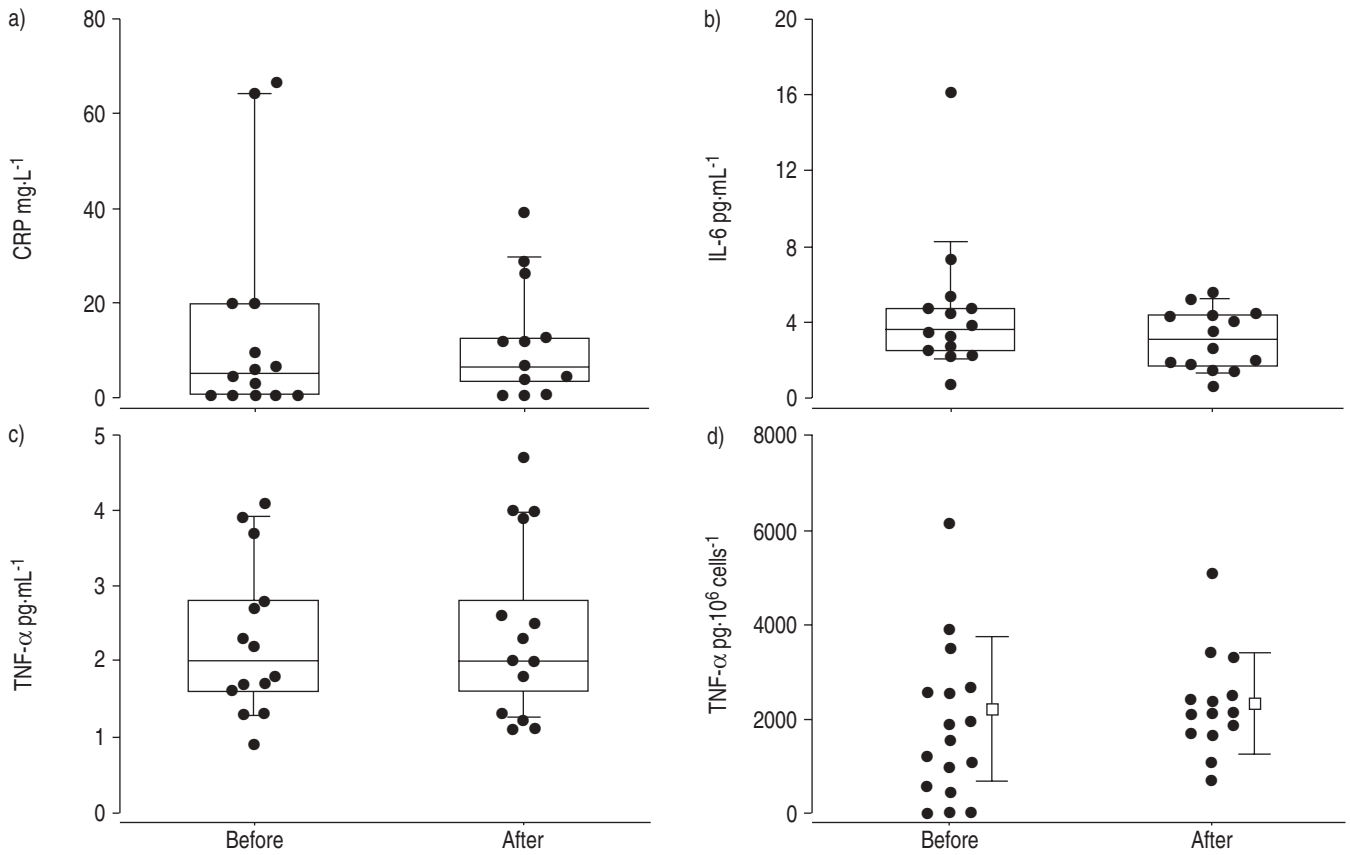 a)
80
60
40
20
0
CRP mg·L⁻¹
b)
20
16
12
8
4
0
IL-6 pg·mL⁻¹
c)
5
4
3
2
1
0
TNF-α pg·mL⁻¹
Before
After
d)
8000
6000
4000
2000
0
TNF-α pg·10⁶ cells⁻¹
Before
After